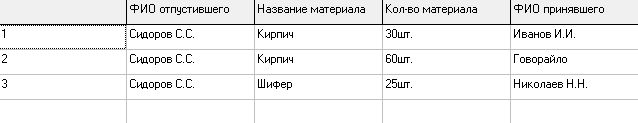 ФИО отпустившего Название материала Кол-во материала ФИО принявшего
1 Сидоров С.С. Кирпич 30шт. Иванов И.И.
2 Сидоров С.С. Кирпич 60шт. Говорайло
3 Сидоров С.С. Шифер 25шт. Николаев Н.Н.